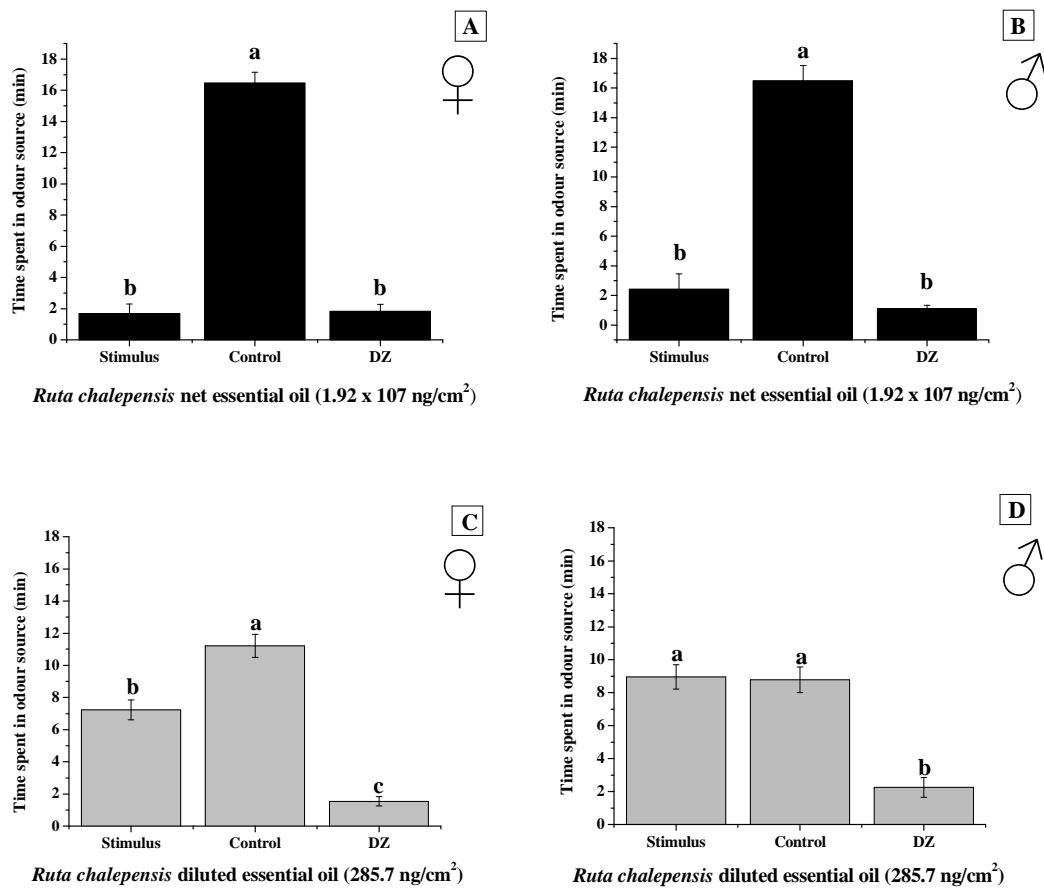 A
Time spent in odour source (min)
18
16
14
12
10
8
6
4
2
0
b
a
b
Stimulus
Control
DZ
Ruta chalepensis net essential oil (1.92 x 107 ng/cm²)
B
Time spent in odour source (min)
18
16
14
12
10
8
6
4
2
0
b
a
b
Stimulus
Control
DZ
Ruta chalepensis net essential oil (1.92 x 107 ng/cm²)
C
Time spent in odour source (min)
18
16
14
12
10
8
6
4
2
0
b
a
c
Stimulus
Control
DZ
Ruta chalepensis diluted essential oil (285.7 ng/cm²)
D
Time spent in odour source (min)
18
16
14
12
10
8
6
4
2
0
a
a
b
Stimulus
Control
DZ
Ruta chalepensis diluted essential oil (285.7 ng/cm²)